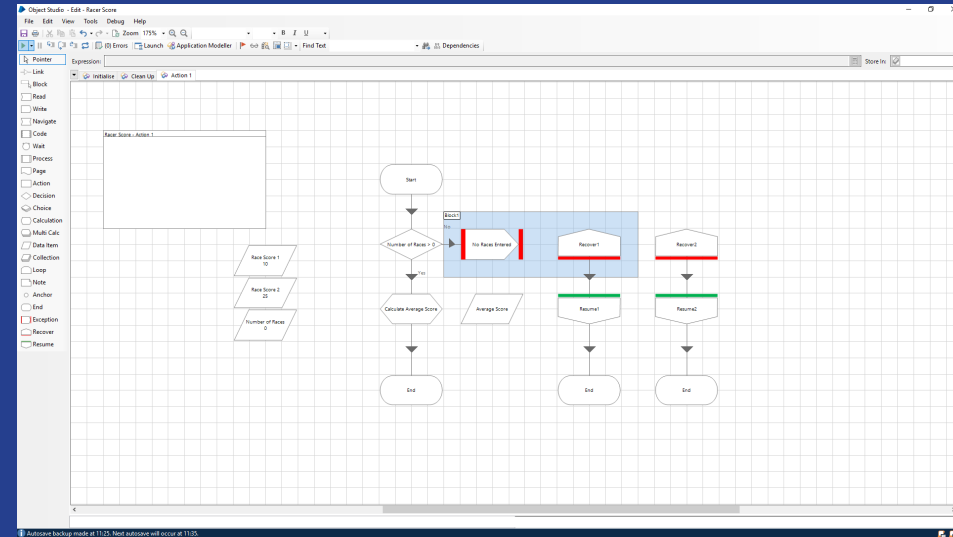 Object Studio - Edit - Racer Score
File Edit View Tools Debug Help
Zoom 175% B I U
(0) Errors Launch Application Modeller Find Text Dependencies
Pointer
Link
Block
Read
Write
Navigate
Code
Wait
Process
Page
Action
Decision
Choice
Calculation
Multi Calc
Data Item
Collection
Loop
Note
Anchor
End
Exception
Recover
Resume
Expression:
Store In:
Initialise Clean Up Action 1
Racer Score - Action 1
Start
Block1
No
Number of Races > 0
No Races Entered
Recover1
Recover2
Yes
Race Score 1
10
Race Score 2
25
Number of Races
0
Calculate Average Score
Average Score
Resume1
Resume2
End
End
End
Autosave backup made at 11:25. Next autosave will occur at 11:35.